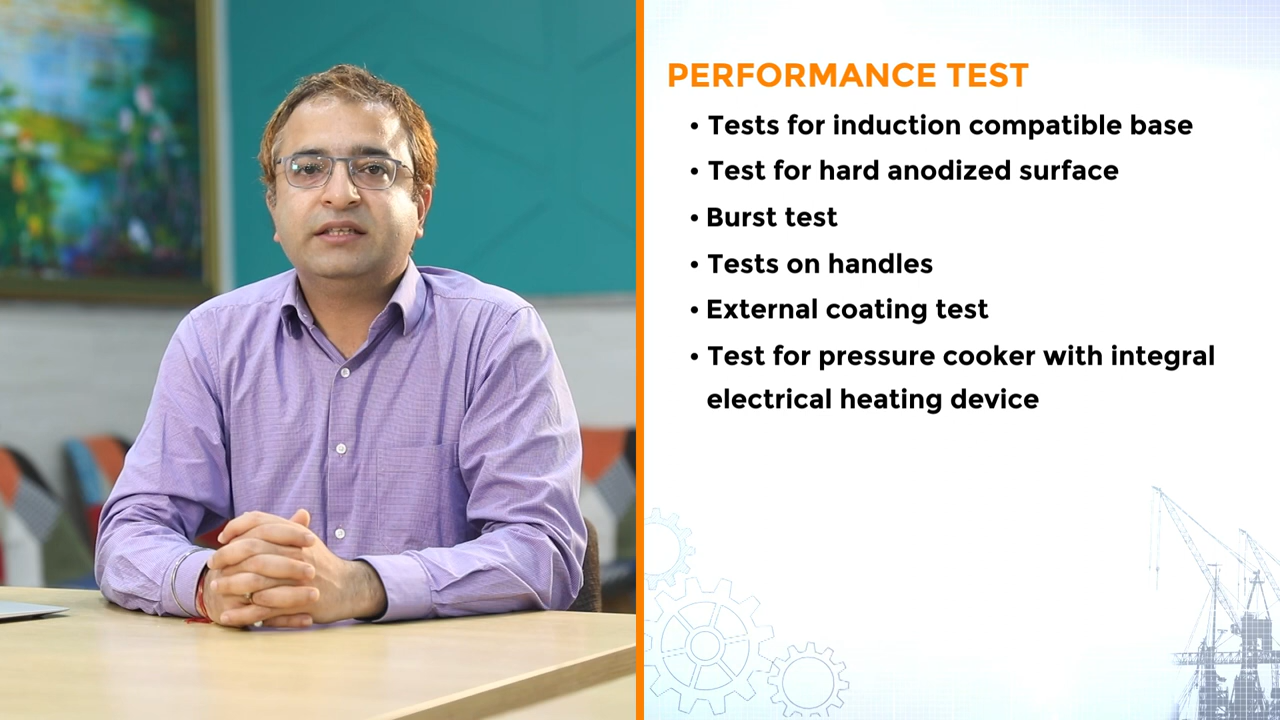 PERFORMANCE TEST
• Tests for induction compatible base
• Test for hard anodized surface
• Burst test
• Tests on handles
• External coating test
• Test for pressure cooker with integral
electrical heating device